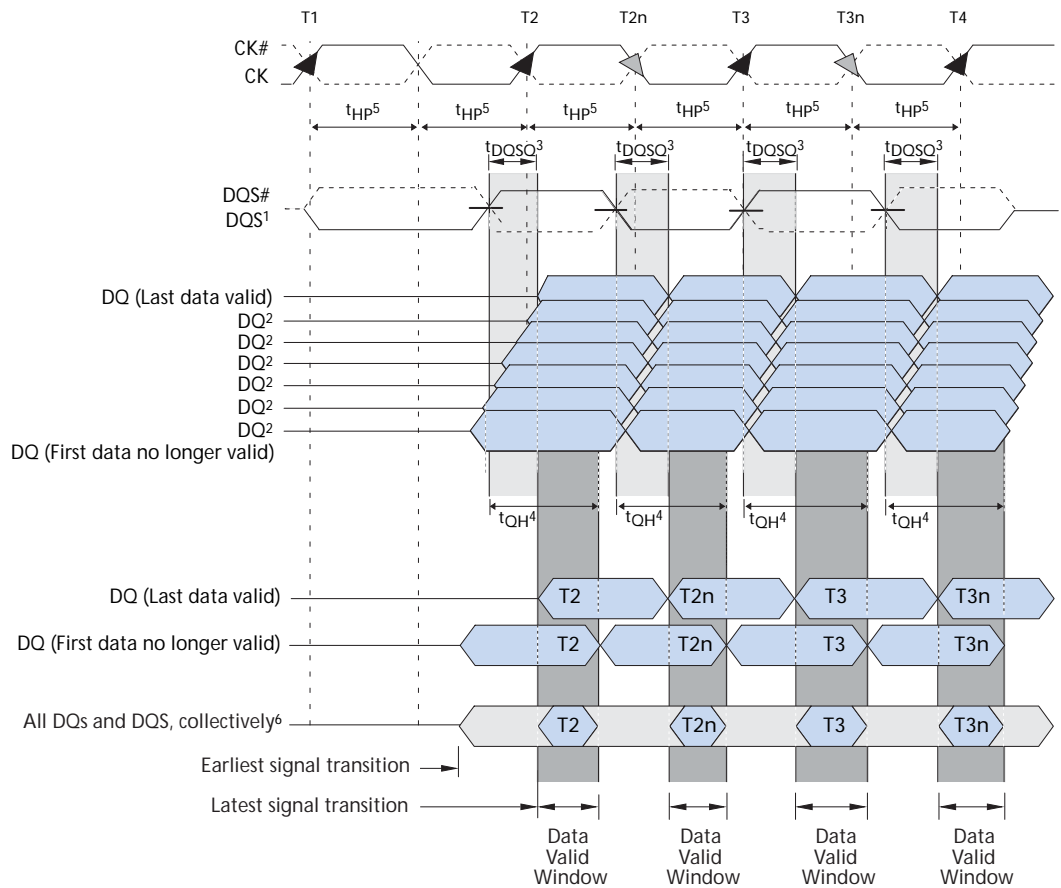 T1 T2 T2n T3 T3n T4
CK#
CK
tHP5 tHP5 tHP5 tHP5 tHP5 tHP5
tDQSQ3 tDQSQ3 tDQSQ3 tDQSQ3
DQS#
DQS1
DQ (Last data valid)
DQ2
DQ2
DQ2
DQ2
DQ2
DQ2
DQ (First data no longer valid)
tQH4 tQH4 tQH4 tQH4
DQ (Last data valid) T2 T2n T3 T3n
DQ (First data no longer valid) T2 T2n T3 T3n
All DQs and DQS, collectively6 T2 T2n T3 T3n
Earliest signal transition
Latest signal transition
Data Valid Window
Data Valid Window
Data Valid Window
Data Valid Window